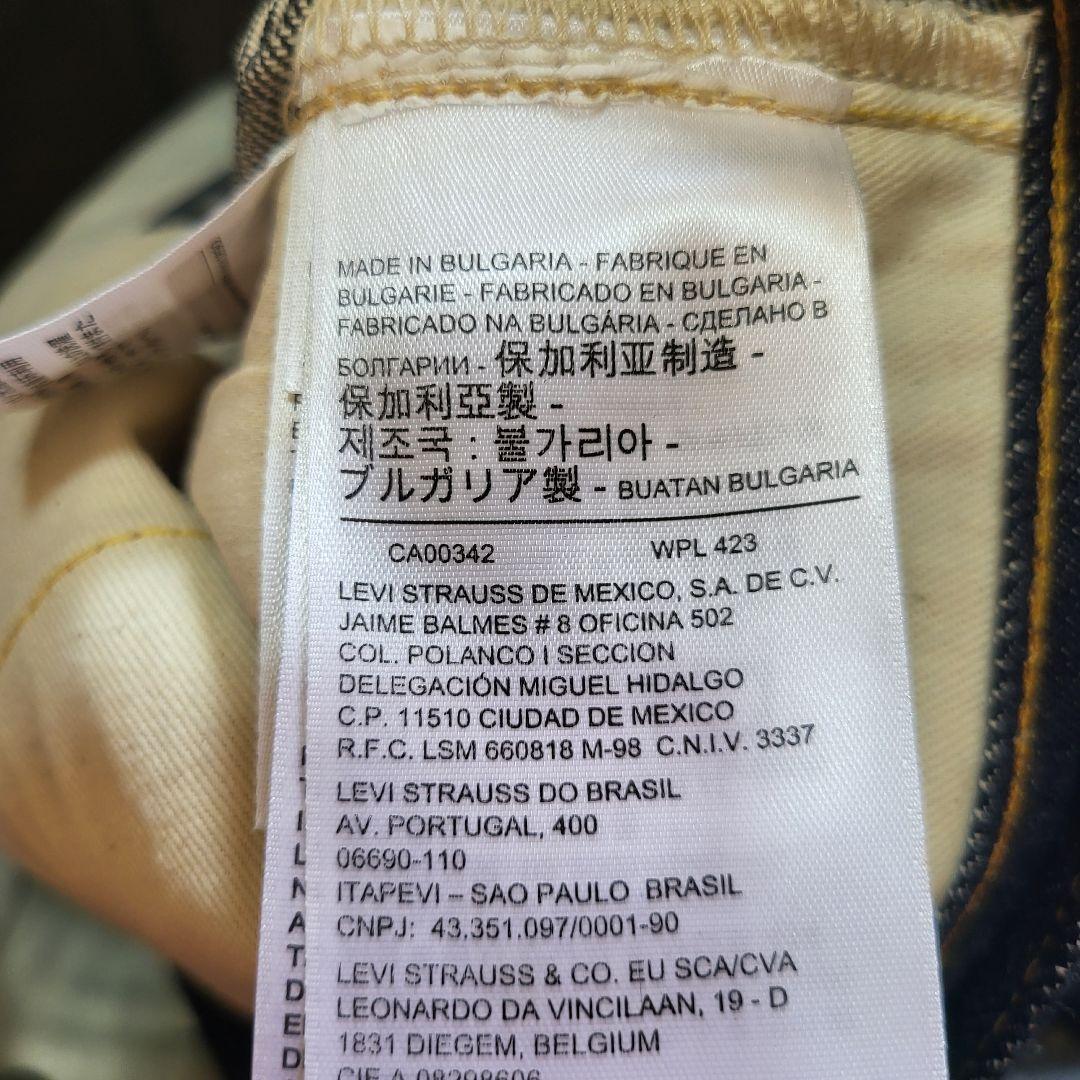 MADE IN BULGARIA - FABRIQUE EN
BULGARIE - FABRICADO EN BULGARIA -
FABRICADO NA BULGÁRIA - СДЕЛАНО В
БОЛГАРИИ - 保加利亚制造 -
保加利亞製 -
제조국 : 불가리아 -
ブルガリア製 - BUATAN BULGARIA
CA00342 WPL 423
LEVI STRAUSS DE MEXICO, S.A. DE C.V.
JAIME BALMES # 8 OFICINA 502
COL. POLANCO I SECCION
DELEGACIÓN MIGUEL HIDALGO
C.P. 11510 CIUDAD DE MEXICO
R.F.C. LSM 660818 M-98 C.N.I.V. 3337
LEVI STRAUSS DO BRASIL
AV. PORTUGAL, 400
06690-110
ITAPEVI – SAO PAULO BRASIL
CNPJ: 43.351.097/0001-90
LEVI STRAUSS & CO. EU SCA/CVA
LEONARDO DA VINCILAAN, 19 - D
1831 DIEGEM, BELGIUM
CIF A 08298606